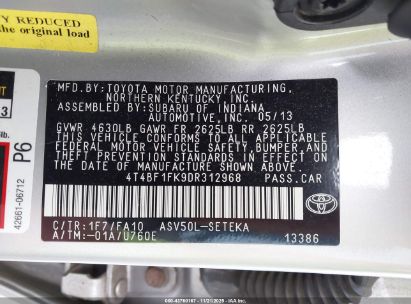 Y REDUCED
the original load
UT
3
lb.
P6
42661-06712
MFD.BY:TOYOTA MOTOR MANUFACTURING,
NORTHERN KENTUCKY,INC.
ASSEMBLED BY:SUBARU OF INDIANA
AUTOMOTIVE,INC. 05/13
GVWR 4630LB GAWR FR 2625LB RR 2625LB
THIS VEHICLE CONFORMS TO ALL APPLICABLE
FEDERAL MOTOR VEHICLE SAFETY, BUMPER,AND
THEFT PREVENTION STANDARDS IN EFFECT ON
THE DATE OF MANUFACTURE SHOWN ABOVE.
4T4BF1FK9DR312968 PASS.CAR
C/TR:1F7/FA10 ASV50L-SETEKA
A/TM:-01A/U760E
13386
TOYOTA